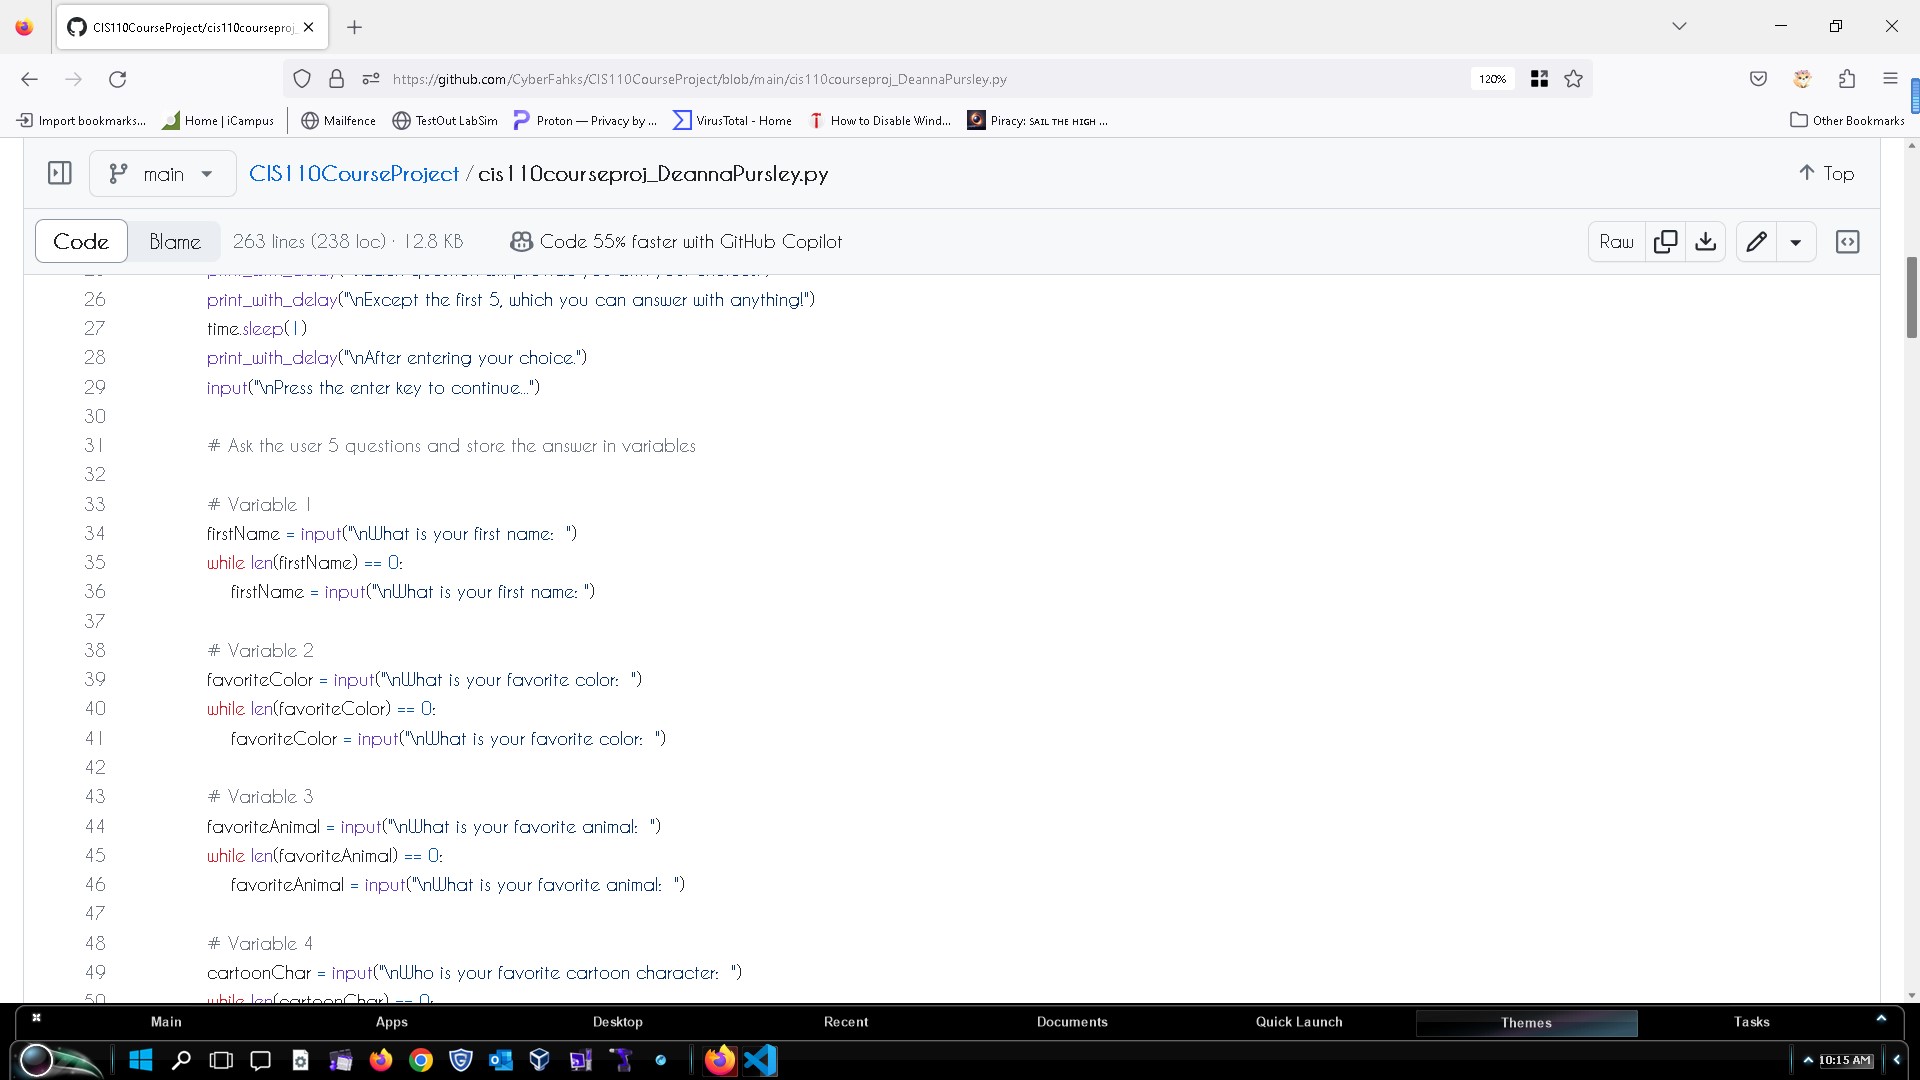 CIS110CourseProject/cis110courseproj_
https://github.com/CyberFahks/CIS110CourseProject/blob/main/cis110courseproj_DeannaPursley.py
120%
Import bookmarks...
Home | iCampus
Mailfence
TestOut LabSim
Proton — Privacy by ...
VirusTotal - Home
How to Disable Wind...
Piracy: SAIL THE HIGH ...
Other Bookmarks
main
CIS110CourseProject / cis110courseproj_DeannaPursley.py
Top
Code
Blame
263 lines (238 loc) · 12.8 KB
Code 55% faster with GitHub Copilot
Raw
26 print_with_delay("\nExcept the first 5, which you can answer with anything!")
27 time.sleep(1)
28 print_with_delay("\nAfter entering your choice.")
29 input("\nPress the enter key to continue...")
30
31 # Ask the user 5 questions and store the answer in variables
32
33 # Variable 1
34 firstName = input("\nWhat is your first name:  ")
35 while len(firstName) == 0:
36 firstName = input("\nWhat is your first name: ")
37
38 # Variable 2
39 favoriteColor = input("\nWhat is your favorite color:  ")
40 while len(favoriteColor) == 0:
41 favoriteColor = input("\nWhat is your favorite color:  ")
42
43 # Variable 3
44 favoriteAnimal = input("\nWhat is your favorite animal:  ")
45 while len(favoriteAnimal) == 0:
46 favoriteAnimal = input("\nWhat is your favorite animal:  ")
47
48 # Variable 4
49 cartoonChar = input("\nWho is your favorite cartoon character:  ")
50 while len(cartoonChar) == 0:
Main
Apps
Desktop
Recent
Documents
Quick Launch
Themes
Tasks
10:15 AM